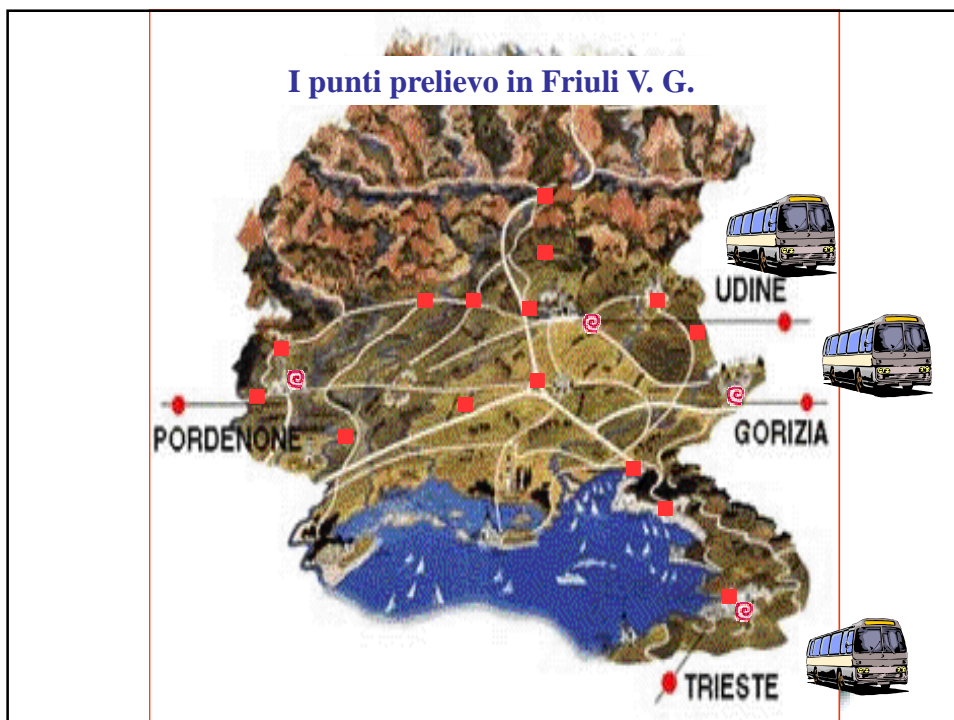 I punti prelievo in Friuli V. G.
UDINE
PORDENONE
GORIZIA
TRIESTE